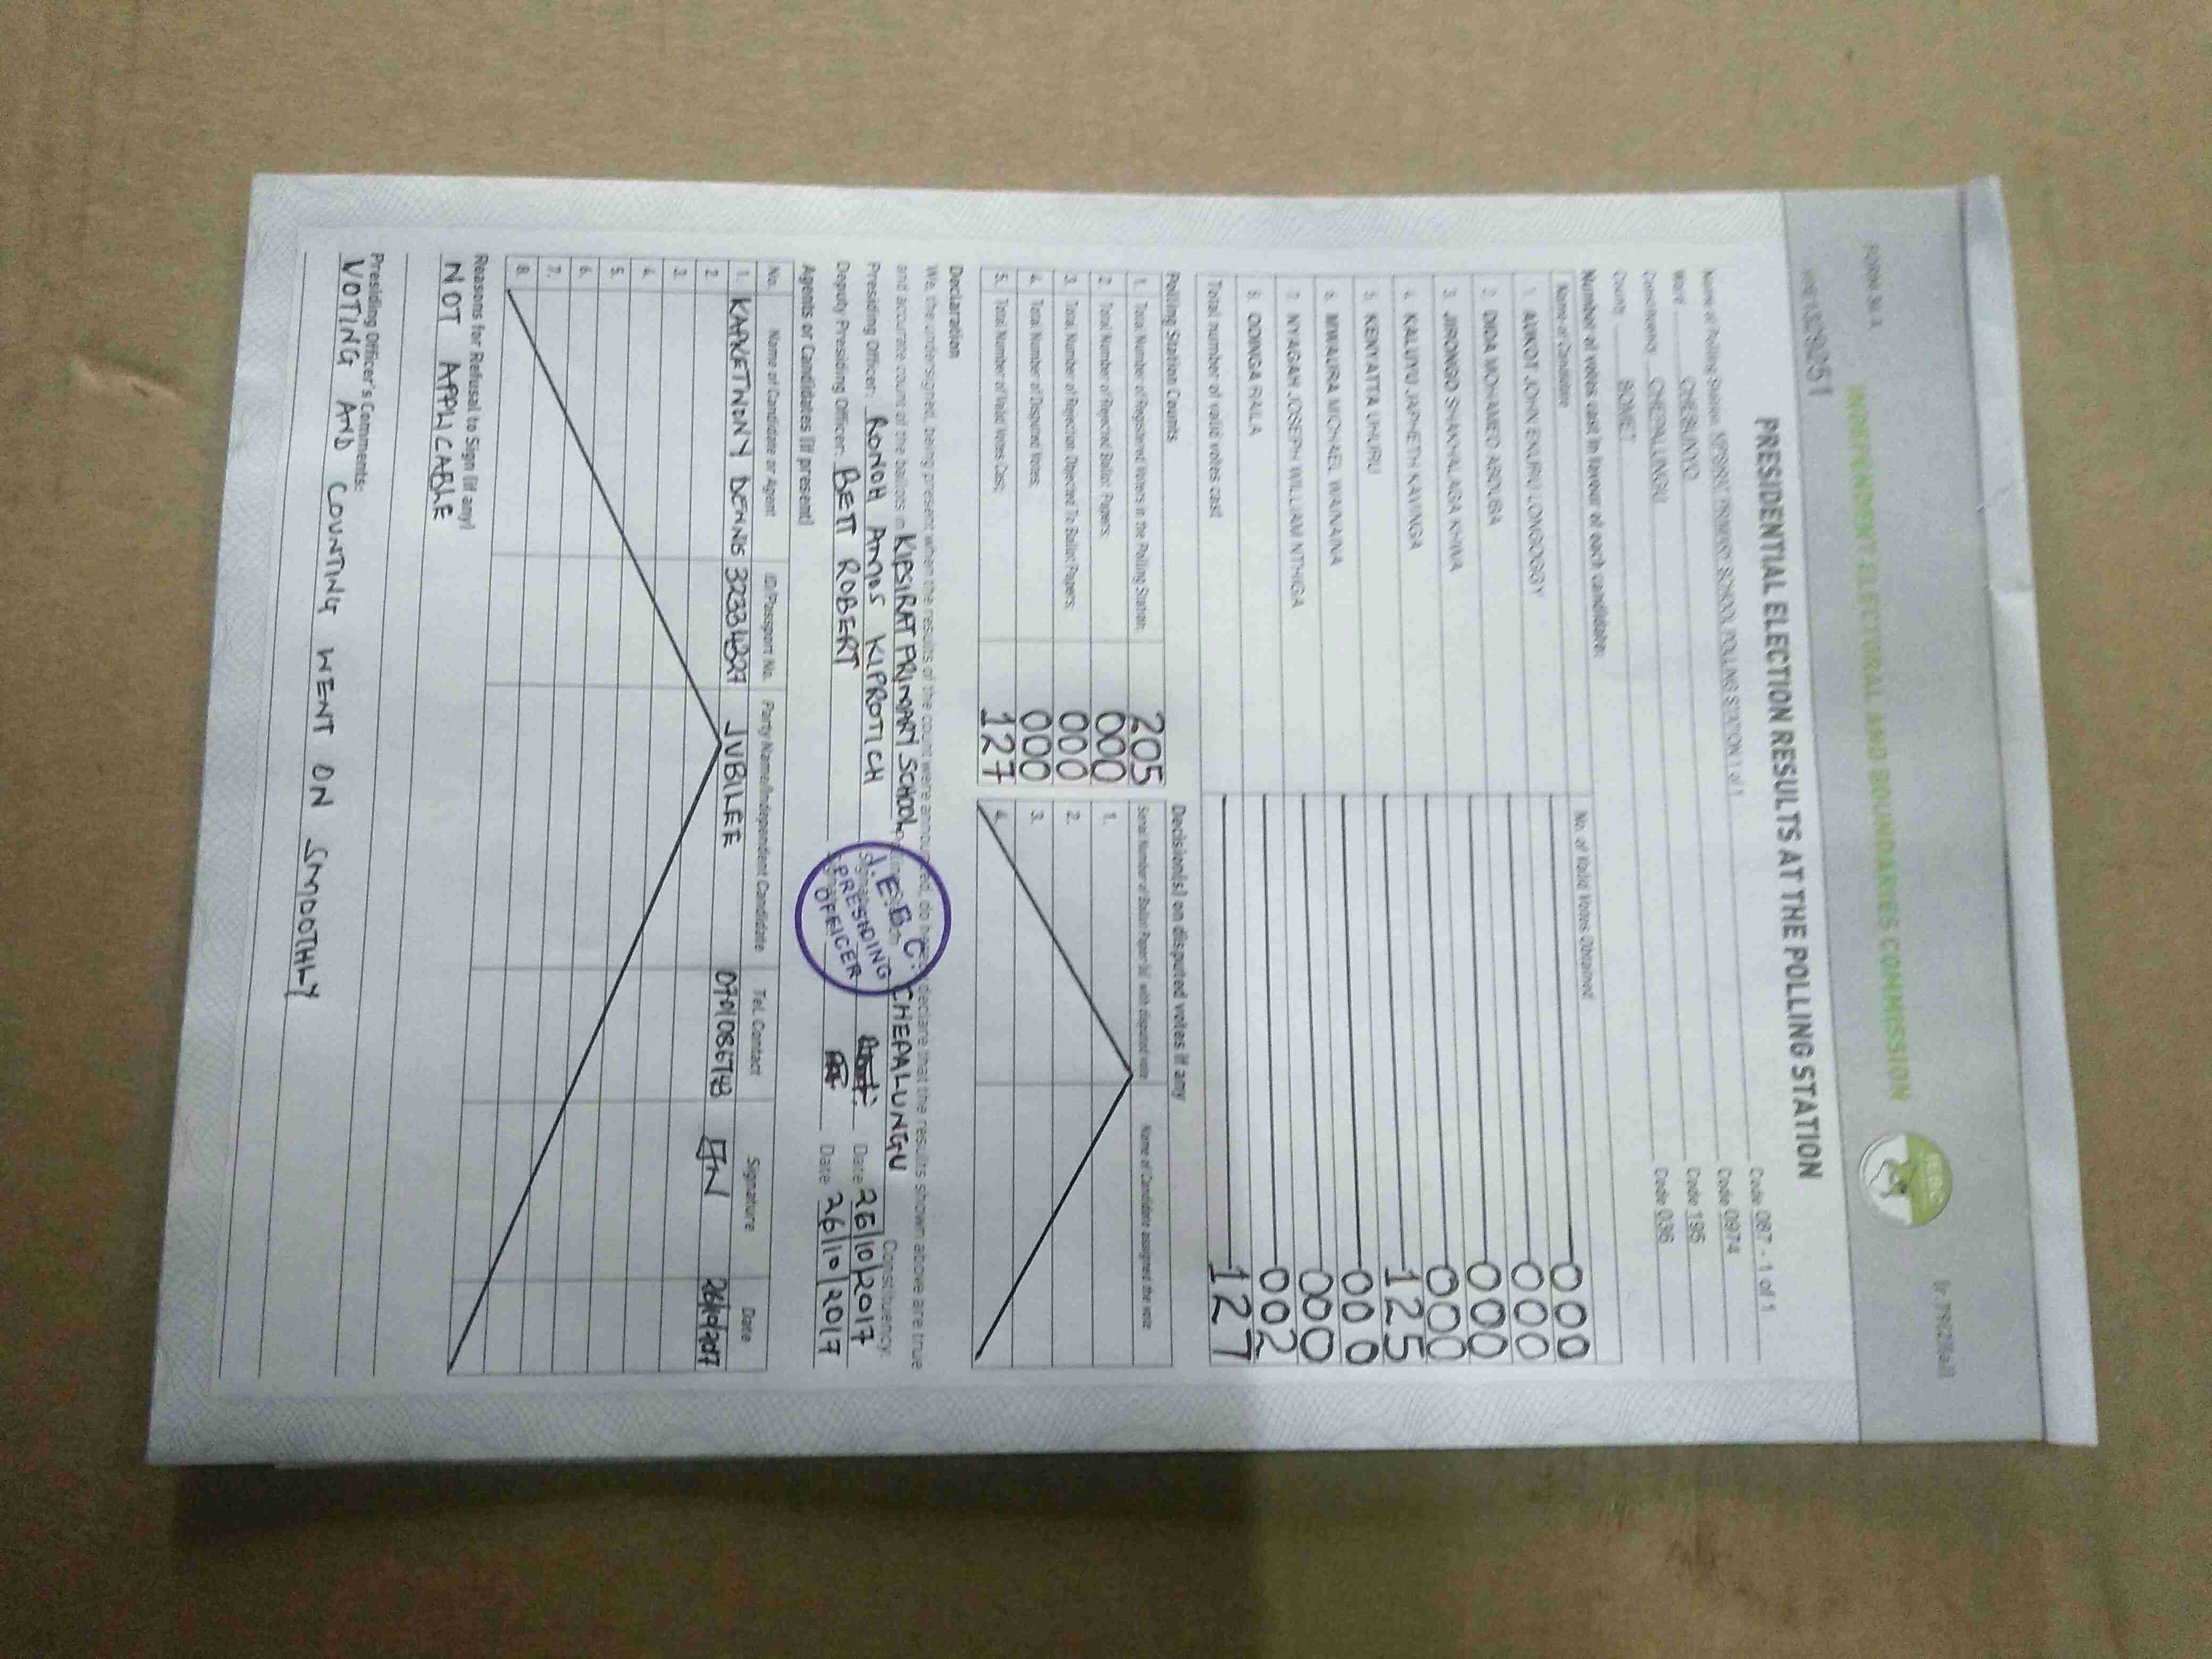 FORM 34 A
INDEPENDENT ELECTORAL AND BOUNDARIES COMMISSION
IEBC
PRESIDENTIAL ELECTION RESULTS AT THE POLLING STATION
Name of Polling Station KIPSIRAT PRIMARY SCHOOL POLLING STATION 1 of 1 Code 087 - 1 of 1
Ward CHEBUNYO Code 0974
Constituency CHEPALUNGU Code 195
County BOMET Code 036
Number of votes cast in favour of each candidate:
Name of Candidate No. of Valid Votes Obtained
1. AUKOT JOHN EKURU LONGOGGY 000
2. DIDA MOHAMED ABDUBA 000
3. JIRONGO SHAKHALAGA KHWA 000
4. KALUYU JAPHETH KAVINGA 000
5. KENYATTA UHURU 125
6. MWAURA MICHAEL WAINAINA 000
7. NYAGAH JOSEPH WILLIAM NTHIGA 000
8. ODINGA RAILA 002
Total number of valid votes cast 127
Polling Station Counts Decision(s) on disputed votes if any
1. Total Number of Registered Voters in the Polling Station: 205 Serial Number of Ballot Paper(s) with disputed vote Name of Candidate assigned the vote
2. Total Number of Rejected Ballot Papers: 000 1.
3. Total Number of Rejection Objected To Ballot Papers: 000 2.
4. Total Number of Disputed Votes: 000 3.
5. Total Number of Valid Votes Cast: 127 4.
Declaration
We, the undersigned, being present when the results of the count were announced, do hereby declare that the results shown above are true
and accurate count of the ballots in KIPSIRAT PRIMARY SCHOOL CHEPALUNGU Constituency.
Presiding Officer: RONOH AMOS KIPROTICH Date 26/10/2017
Deputy Presiding Officer: BETT ROBERT Date 26/10/2017
I.E.B.C.
PRESIDING
OFFICER
Agents or Candidates (if present)
No. Name of Candidate or Agent ID/Passport No. Party Name/Independent Candidate Tel. Contact Signature Date
1. DENNIS 32334327 JUBILEE 26/10/2017
2.
3.
4.
5.
6.
7.
8.
Reasons for Refusal to Sign (if any)
NOT APPLICABLE
Presiding Officer's Comments:
VOTING AND COUNTING WENT ON SMOOTHLY